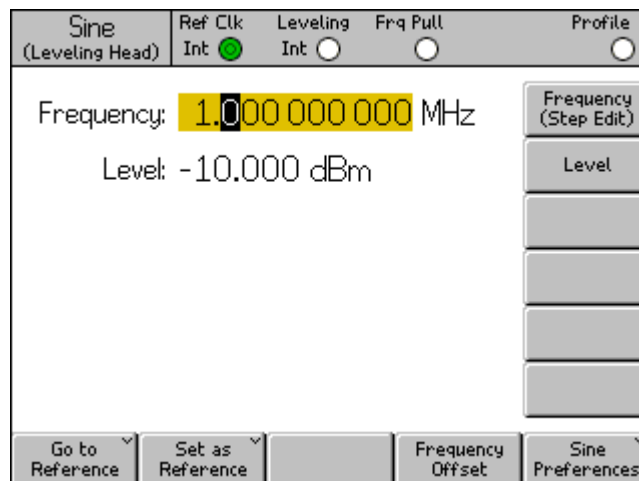 Sine
(Leveling Head)
Ref Clk
Int
Leveling
Int
Frq Pull
Profile
Frequency: 1.000 000 000 MHz
Level: -10.000 dBm
Frequency
(Step Edit)
Level
Go to
Reference
Set as
Reference
Frequency
Offset
Sine
Preferences